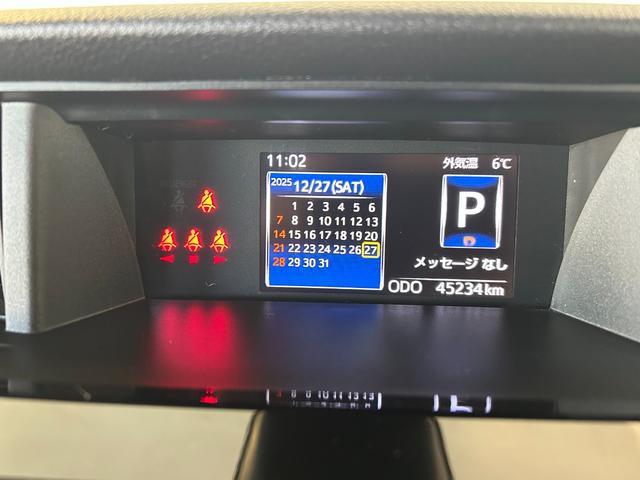 11:02
外気温 6℃
2025 12/27(SAT)
1 2 3 4 5 6
7 8 9 10 11 12 13
14 15 16 17 18 19 20
21 22 23 24 25 26 27
28 29 30 31
P
D
メッセージ なし
ODO 45234 km